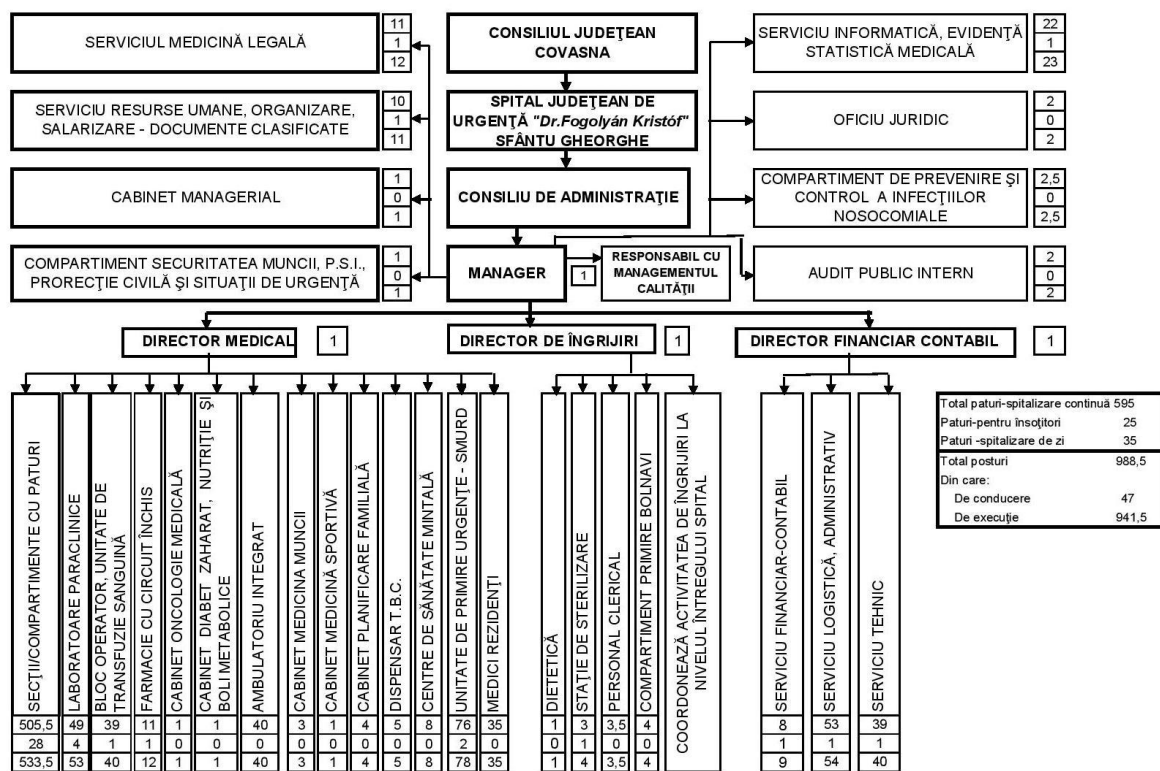 SERVICIUL MEDICINĂ LEGALĂ
11
1
12
CONSILIUL JUDEŢEAN
COVASNA
SERVICIU INFORMATICĂ, EVIDENŢĂ
STATISTICĂ MEDICALĂ
22
1
23
SERVICIU RESURSE UMANE, ORGANIZARE,
SALARIZARE - DOCUMENTE CLASIFICATE
10
1
11
SPITAL JUDEŢEAN DE
URGENŢĂ "Dr.Fogolyán Kristóf"
SFÂNTU GHEORGHE
OFICIU JURIDIC
2
0
2
CABINET MANAGERIAL
1
0
1
CONSILIU DE ADMINISTRAŢIE
COMPARTIMENT DE PREVENIRE ŞI
CONTROL A INFECŢIILOR
NOSOCOMIALE
2,5
0
2,5
COMPARTIMENT SECURITATEA MUNCII, P.S.I.,
PRORECŢIE CIVILĂ ŞI SITUAŢII DE URGENŢĂ
1
0
1
MANAGER
1
RESPONSABIL CU
MANAGEMENTUL
CALITĂŢII
AUDIT PUBLIC INTERN
2
0
2
DIRECTOR MEDICAL
1
DIRECTOR DE ÎNGRIJIRI
1
DIRECTOR FINANCIAR CONTABIL
1
SECŢII/COMPARTIMENTE CU PATURI
505,5
28
533,5
LABORATOARE PARACLINICE
49
4
53
BLOC OPERATOR, UNITATE DE
TRANSFUZIE SANGUINĂ
39
1
40
FARMACIE CU CIRCUIT ÎNCHIS
11
1
12
CABINET ONCOLOGIE MEDICALĂ
1
0
1
CABINET DIABET ZAHARAT, NUTRIŢIE ŞI
BOLI METABOLICE
1
0
1
AMBULATORIU INTEGRAT
40
0
40
CABINET MEDICINA MUNCII
3
0
3
CABINET MEDICINĂ SPORTIVĂ
1
0
1
CABINET PLANIFICARE FAMILIALĂ
4
0
4
DISPENSAR T.B.C.
5
0
5
CENTRE DE SĂNĂTATE MINTALĂ
8
0
8
UNITATE DE PRIMIRE URGENŢE - SMURD
76
2
78
MEDICI REZIDENŢI
35
0
35
DIETETICĂ
1
0
1
STAŢIE DE STERILIZARE
3
1
4
PERSONAL CLERICAL
3,5
0
3,5
COMPARTIMENT PRIMIRE BOLNAVI
4
0
4
COORDONEAZĂ ACTIVITATEA DE ÎNGRIJIRI LA
NIVELUL ÎNTREGULUI SPITAL
SERVICIU FINANCIAR-CONTABIL
8
1
9
SERVICIU LOGISTICĂ, ADMINISTRATIV
53
1
54
SERVICIU TEHNIC
39
1
40
Total paturi-spitalizare continuă 595
Paturi-pentru însoţitori 25
Paturi -spitalizare de zi 35
Total posturi 988,5
Din care:
De conducere 47
De execuţie 941,5